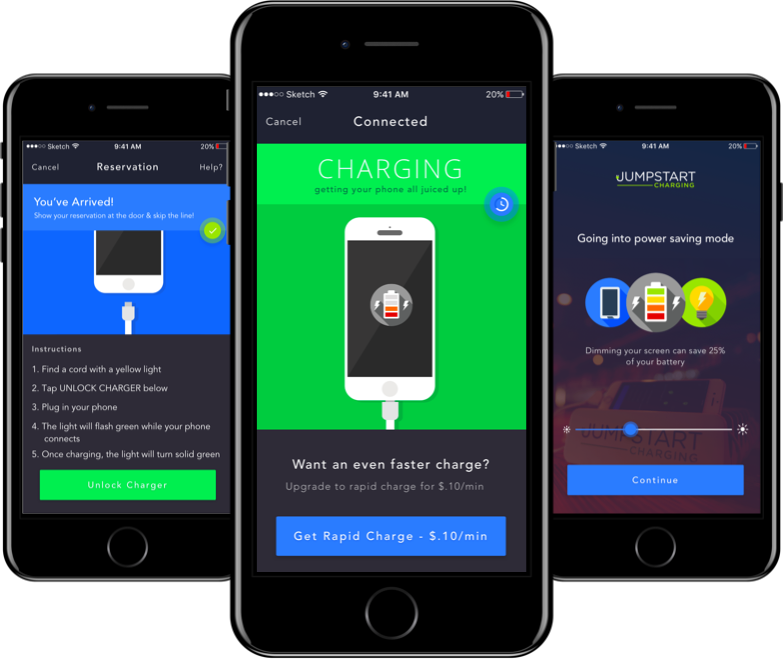 Sketch 9:41 AM 20%
Cancel Reservation Help?
You've Arrived!
Show your reservation at the door & skip the line!
Instructions
1. Find a cord with a yellow light
2. Tap UNLOCK CHARGER below
3. Plug in your phone
4. The light will flash green while your phone
connects
5. Once charging, the light will turn solid green
Unlock Charger
Sketch 9:41 AM 20%
Cancel Connected
CHARGING
getting your phone all juiced up!
Want an even faster charge?
Upgrade to rapid charge for $.10/min
Get Rapid Charge - $.10/min
Sketch 9:41 AM 20%
JUMPSTART
CHARGING
Going into power saving mode
Dimming your screen can save 25%
of your battery
JUMPSTART
CHARGING
Continue